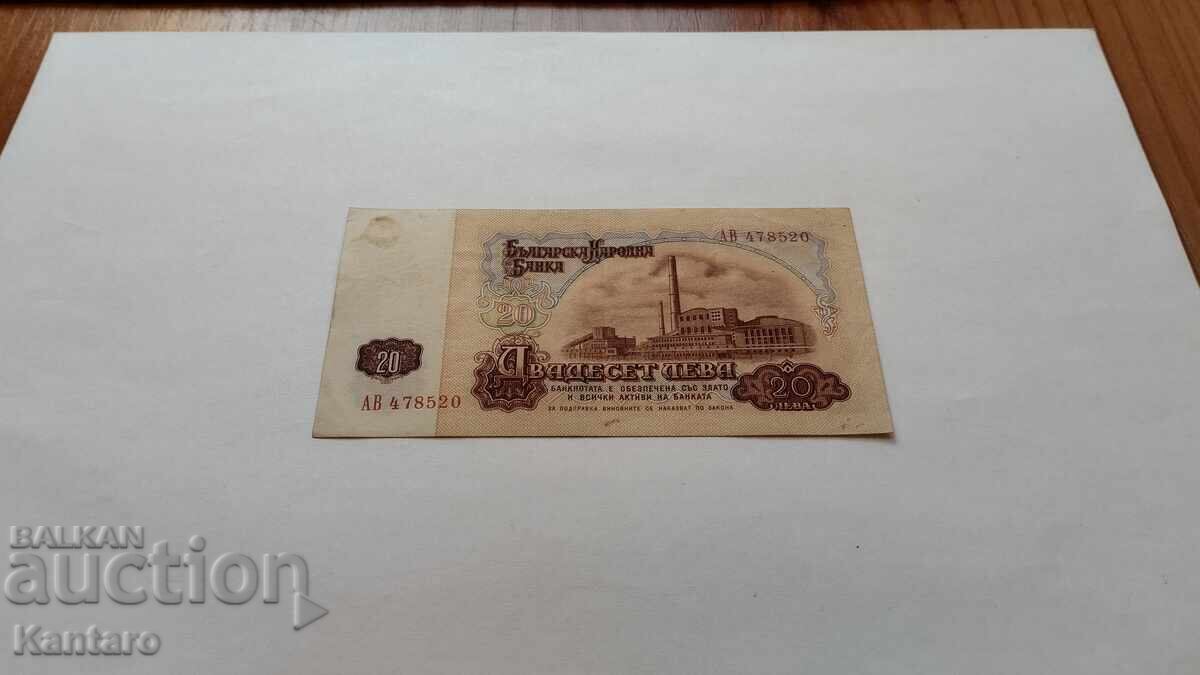 АВ 478520
Българска Народна
Банка
20
20
Двадесет лева
20
ЛЕВА
БАНКНОТАТА Е ОБЕЗПЕЧЕНА СЪС ЗЛАТО
И ВСИЧКИ АКТИВИ НА БАНКАТА
АВ 478520
ЗА ПОДПРАВКА ВИНОВНИТЕ СЕ НАКАЗВАТ ПО ЗАКОНА
BALKAN
auction
Kantaro